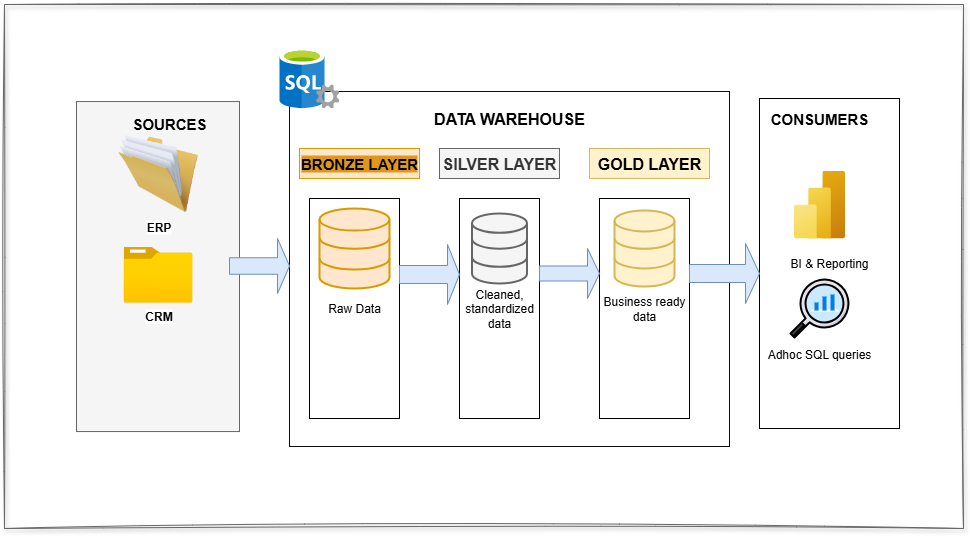 SQL
SOURCES
ERP
CRM
DATA WAREHOUSE
BRONZE LAYER
Raw Data
SILVER LAYER
Cleaned,
standardized
data
GOLD LAYER
Business ready
data
CONSUMERS
BI & Reporting
Adhoc SQL queries